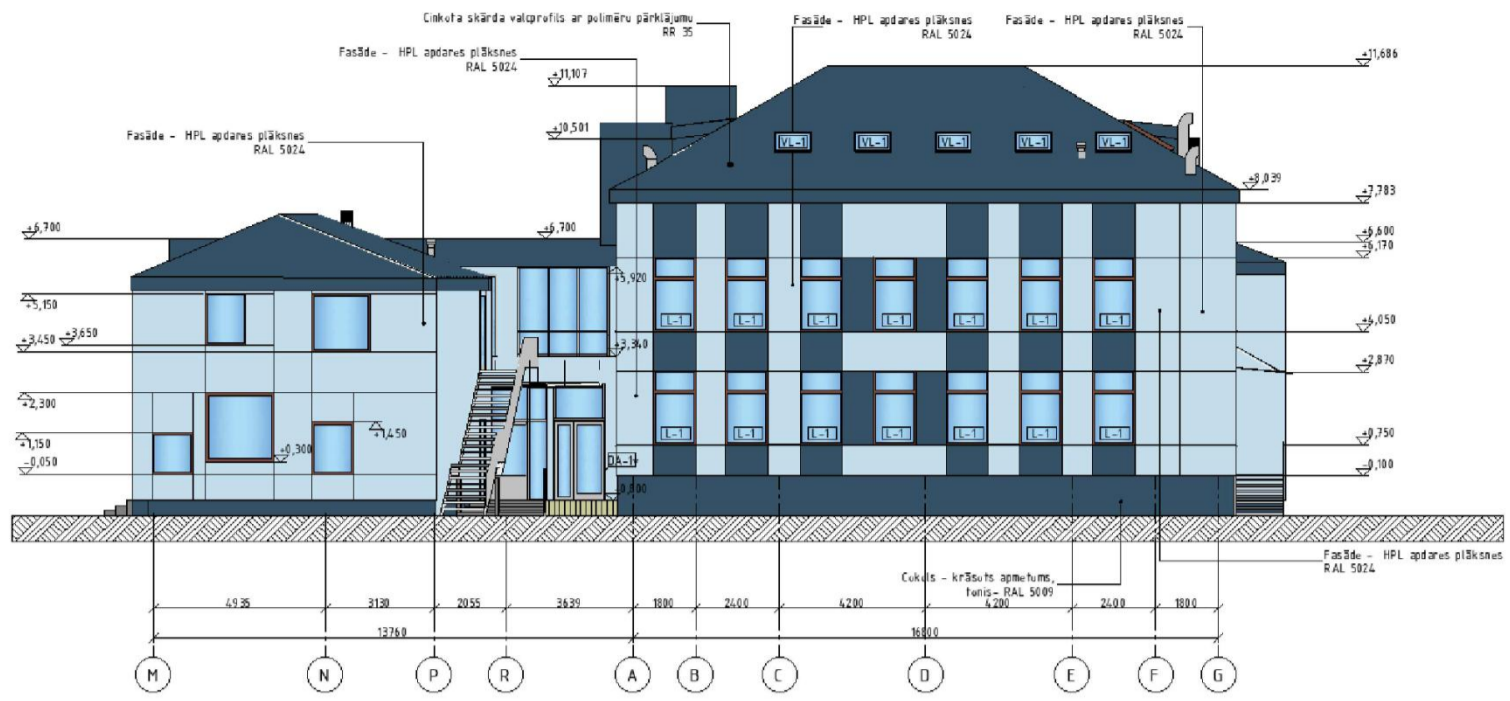 Cinkota skārda valcprofils ar polimēru pārklājumu
RR 35
Fasāde - HPL apdares plāksnes
RAL 5024
Fasāde - HPL apdares plāksnes
RAL 5024
Fasāde - HPL apdares plāksnes
RAL 5024
Fasāde - HPL apdares plāksnes
RAL 5024
+11,686
+11,107
+10,501
VL-1 VL-1 VL-1 VL-1 VL-1
+8,039
+7,783
+6,700
+6,700
+6,600
+6,170
+5,920
+5,150
L-1 L-1 L-1 L-1 L-1 L-1 L-1
+4,050
+3,650
+3,450
+3,340
+2,870
+2,300
+1,450
+1,150
L-1 L-1 L-1 L-1 L-1 L-1 L-1
+0,750
+0,300
-0,050
-0,100
Fasāde - HPL apdares plāksnes
RAL 5024
Cokols - krāsots apmetums,
tonis- RAL 5009
4935 3130 2055 3639 1800 2400 4200 4200 2400 1800
13760 16800
M N P R A B C D E F G